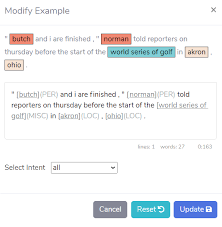 Modify Example ×
" butch and i are finished , " norman told reporters on
thursday before the start of the world series of golf in akron ,
ohio .
" [butch](PER) and i are finished , " [norman](PER) told
reporters on thursday before the start of the [world series of
golf](MISC) in [akron](LOC) , [ohio](LOC) .
lines: 1 words: 27 0:163
Select Intent all
Cancel Reset Update